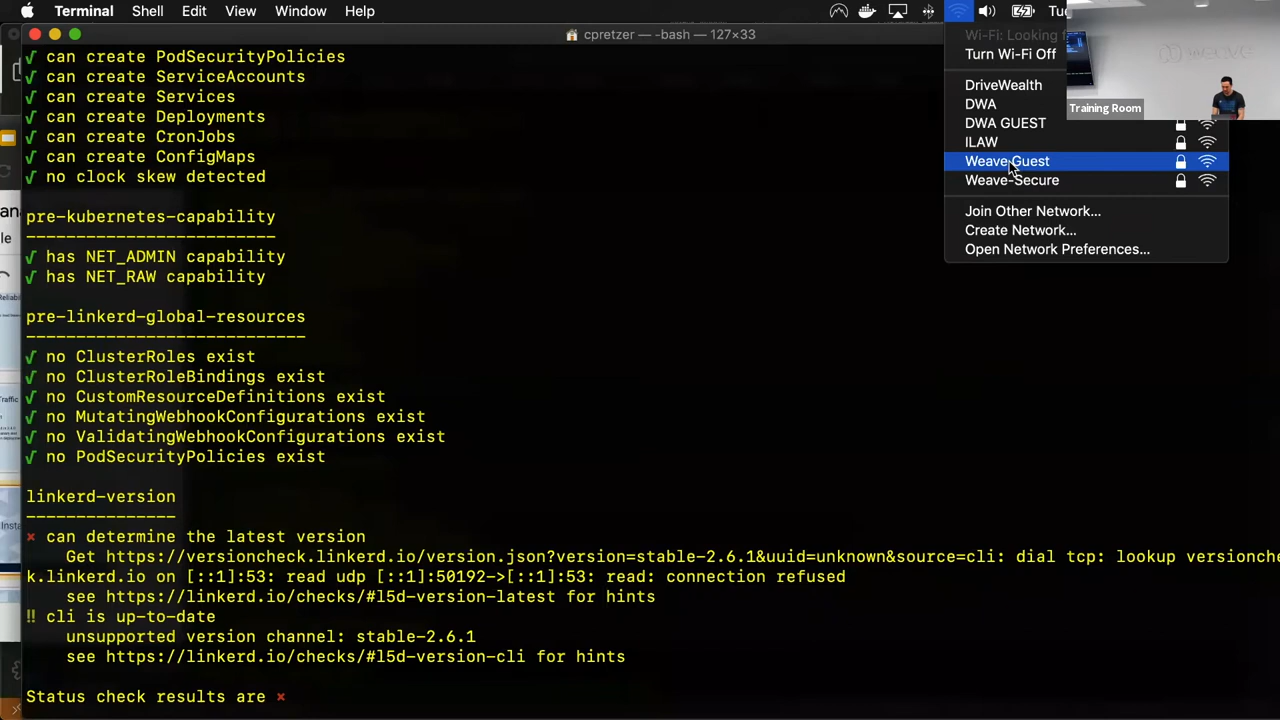 Terminal Shell Edit View Window Help
cpretzer — -bash — 127×33
√ can create PodSecurityPolicies
√ can create ServiceAccounts
√ can create Services
√ can create Deployments
√ can create CronJobs
√ can create ConfigMaps
√ no clock skew detected
pre-kubernetes-capability
-------------------------
√ has NET_ADMIN capability
√ has NET_RAW capability
pre-linkerd-global-resources
----------------------------
√ no ClusterRoles exist
√ no ClusterRoleBindings exist
√ no CustomResourceDefinitions exist
√ no MutatingWebhookConfigurations exist
√ no ValidatingWebhookConfigurations exist
√ no PodSecurityPolicies exist
linkerd-version
---------------
× can determine the latest version
Get https://versioncheck.linkerd.io/version.json?version=stable-2.6.1&uuid=unknown&source=cli: dial tcp: lookup versionche
k.linkerd.io on [::1]:53: read udp [::1]:50192->[::1]:53: read: connection refused
see https://linkerd.io/checks/#l5d-version-latest for hints
‼ cli is up-to-date
unsupported version channel: stable-2.6.1
see https://linkerd.io/checks/#l5d-version-cli for hints
Status check results are ×
Wi-Fi: Looking
Turn Wi-Fi Off
DriveWealth
DWA
DWA GUEST
ILAW
Weave Guest
Weave-Secure
Join Other Network...
Create Network...
Open Network Preferences...
Training Room